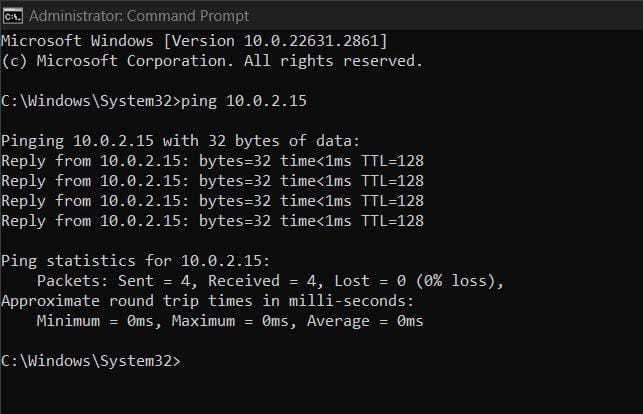 Administrator: Command Prompt
Microsoft Windows [Version 10.0.22631.2861]
(c) Microsoft Corporation. All rights reserved.
C:\Windows\System32>ping 10.0.2.15
Pinging 10.0.2.15 with 32 bytes of data:
Reply from 10.0.2.15: bytes=32 time<1ms TTL=128
Reply from 10.0.2.15: bytes=32 time<1ms TTL=128
Reply from 10.0.2.15: bytes=32 time<1ms TTL=128
Reply from 10.0.2.15: bytes=32 time<1ms TTL=128
Ping statistics for 10.0.2.15:
    Packets: Sent = 4, Received = 4, Lost = 0 (0% loss),
Approximate round trip times in milli-seconds:
    Minimum = 0ms, Maximum = 0ms, Average = 0ms
C:\Windows\System32>